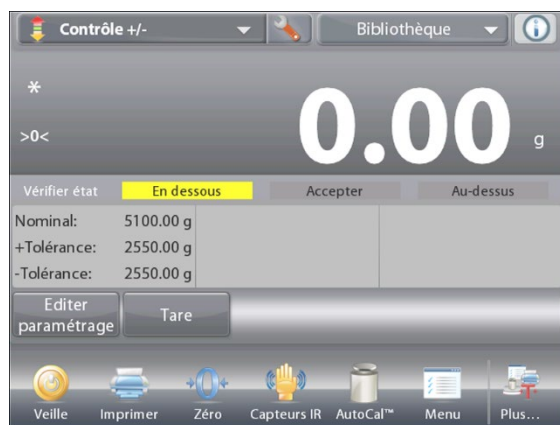 Contrôle +/-
Bibliothèque
*
>0<
0.00 g
Vérifier état
En dessous
Accepter
Au-dessus
Nominal: 5100.00 g
+Tolérance: 2550.00 g
-Tolérance: 2550.00 g
Editer
paramétrage
Tare
Veille
Imprimer
Zéro
Capteurs IR
AutoCal™
Menu
Plus...